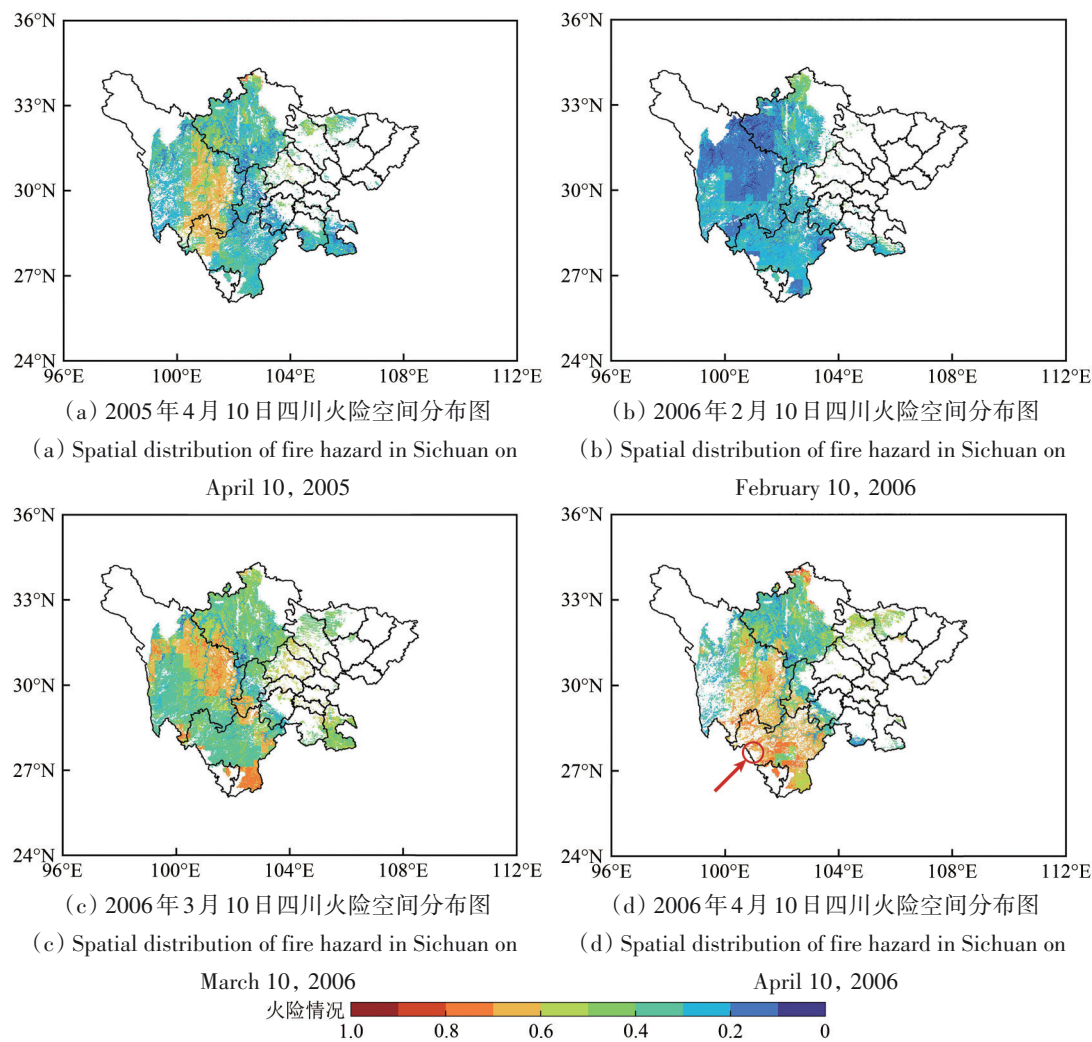 36°N
33°N
30°N
27°N
24°N
96°E 100°E 104°E 108°E 112°E
(a) 2005年4月10日四川火险空间分布图
(a) Spatial distribution of fire hazard in Sichuan on
April 10, 2005
36°N
33°N
30°N
27°N
24°N
96°E 100°E 104°E 108°E 112°E
(b) 2006年2月10日四川火险空间分布图
(b) Spatial distribution of fire hazard in Sichuan on
February 10, 2006
36°N
33°N
30°N
27°N
24°N
96°E 100°E 104°E 108°E 112°E
(c) 2006年3月10日四川火险空间分布图
(c) Spatial distribution of fire hazard in Sichuan on
March 10, 2006
36°N
33°N
30°N
27°N
24°N
96°E 100°E 104°E 108°E 112°E
(d) 2006年4月10日四川火险空间分布图
(d) Spatial distribution of fire hazard in Sichuan on
April 10, 2006
火险情况
1.0 0.8 0.6 0.4 0.2 0